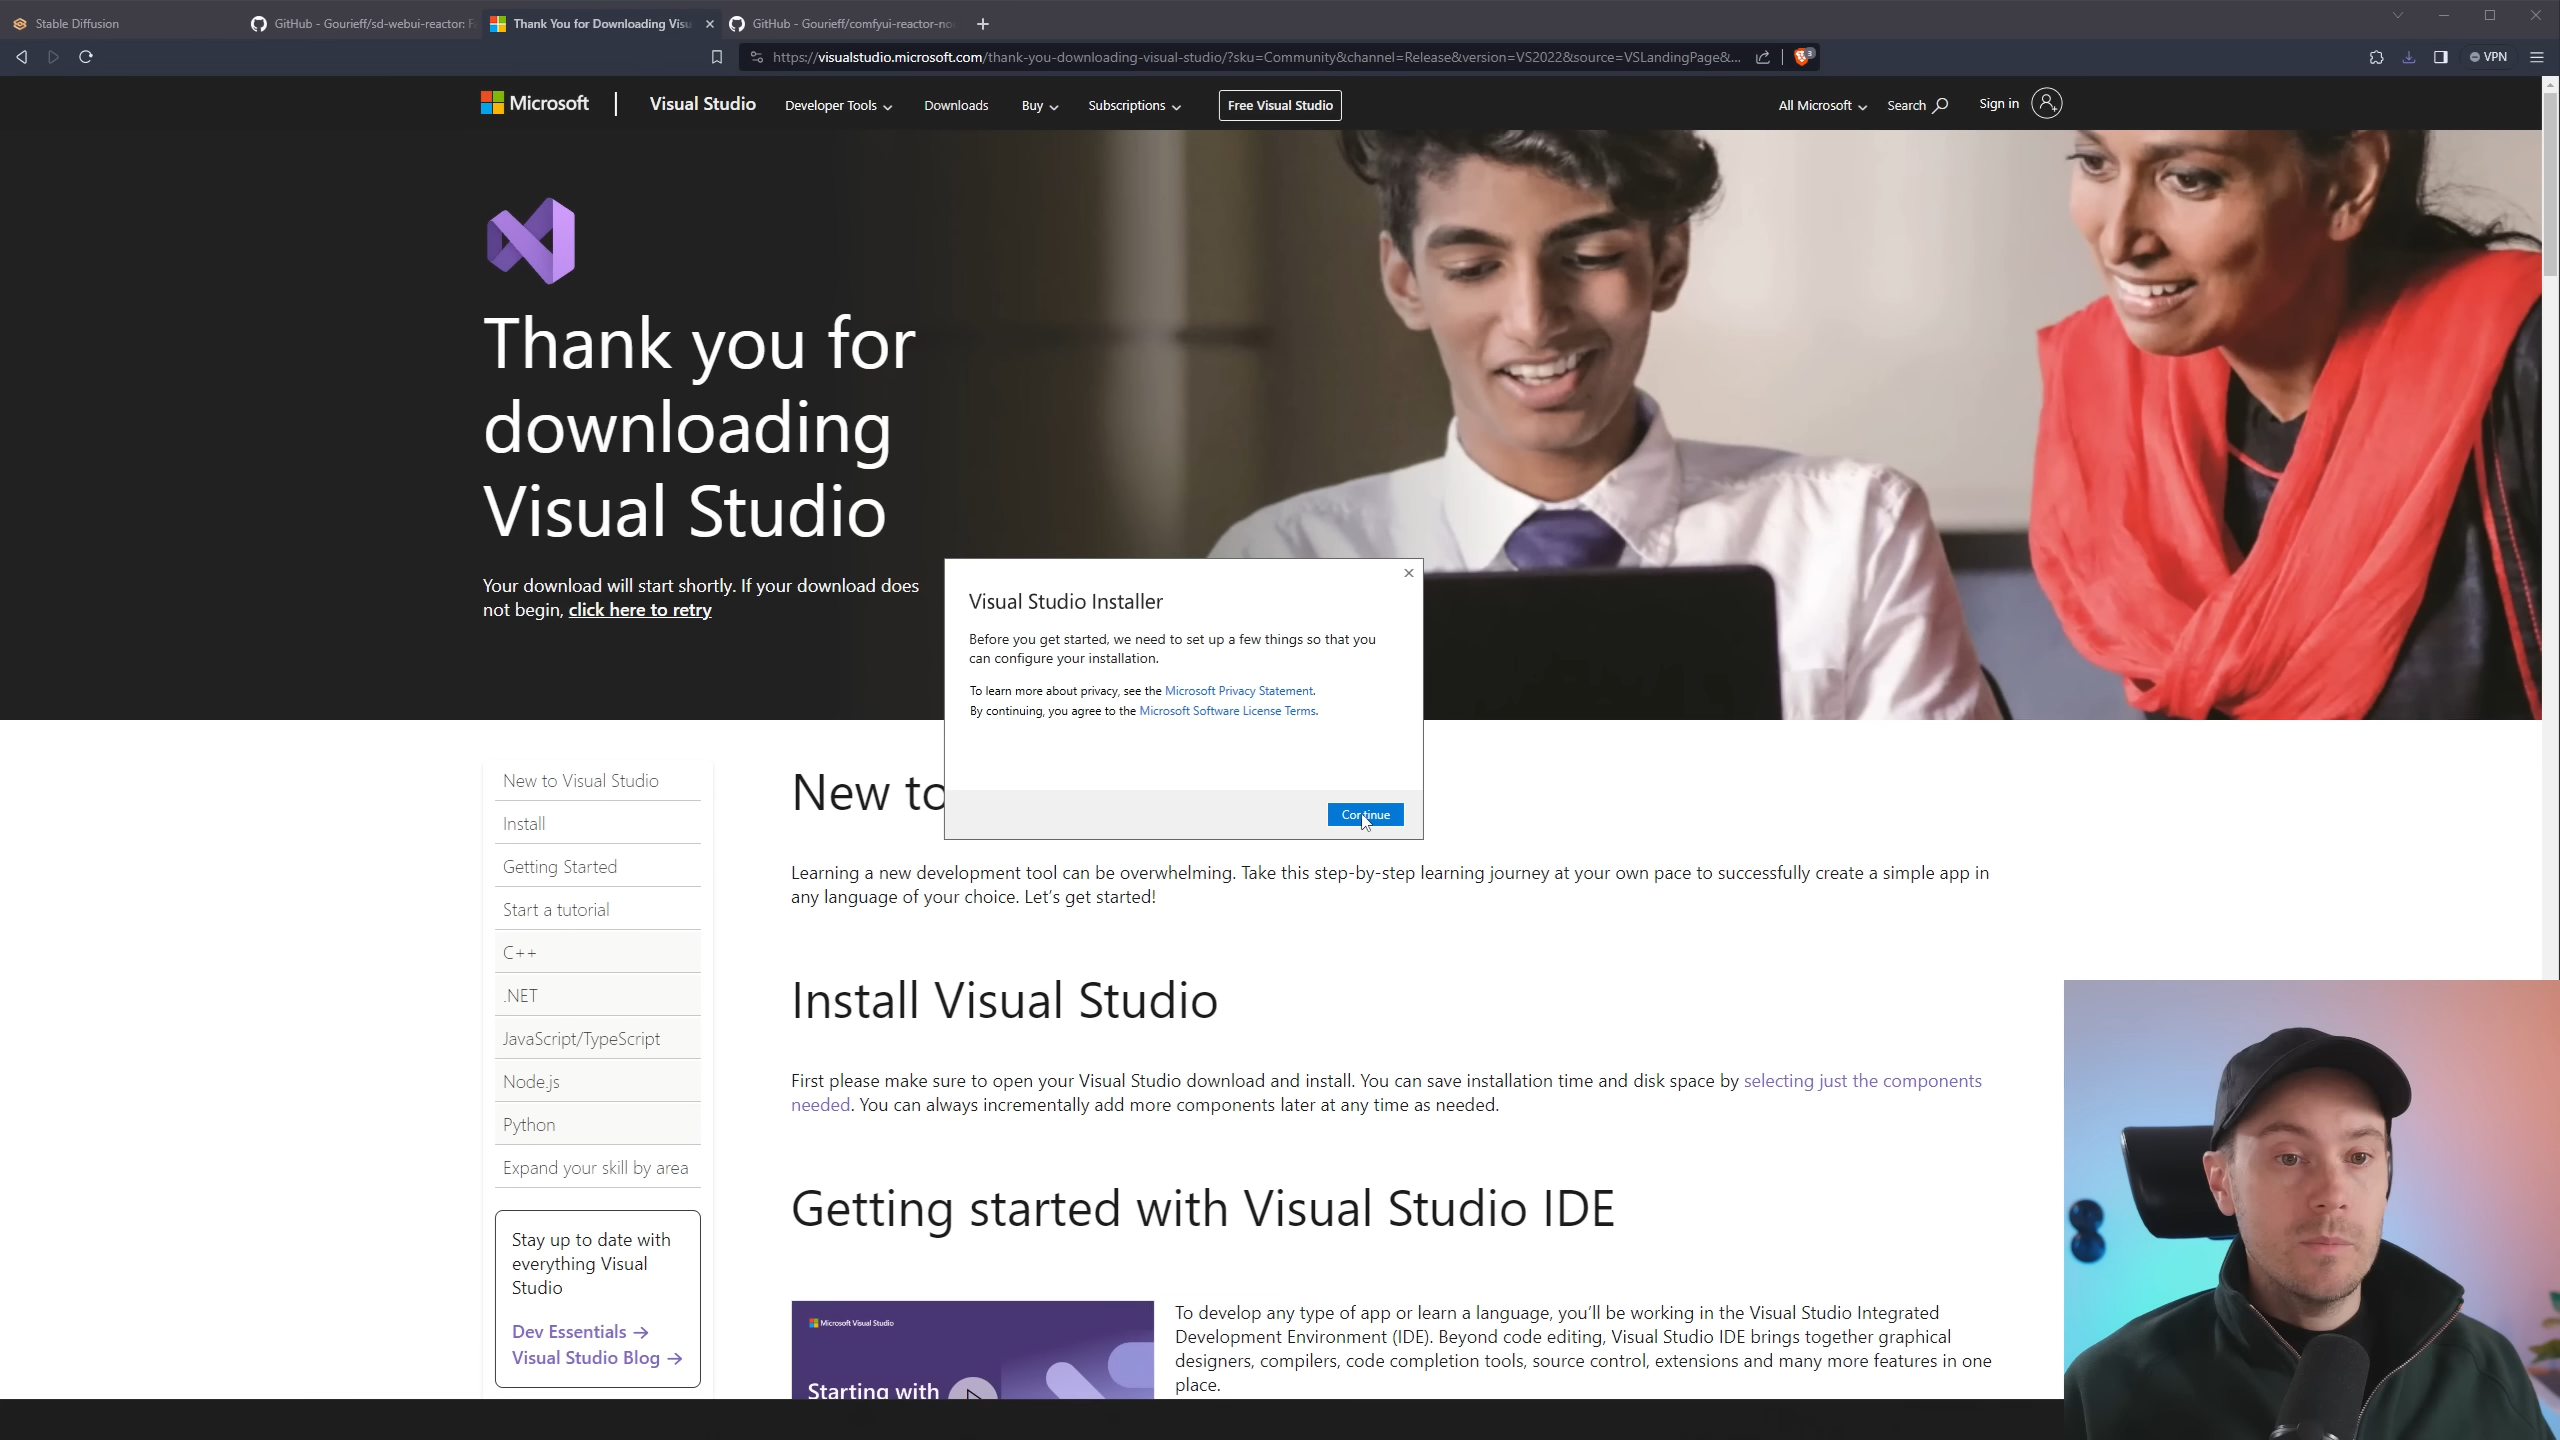 Stable Diffusion
GitHub - Gourieff/sd-webui-reactor: F
Thank You for Downloading Visu
GitHub - Gourieff/comfyui-reactor-no
https://visualstudio.microsoft.com/thank-you-downloading-visual-studio/?sku=Community&channel=Release&version=VS2022&source=VSLandingPage&...
3
VPN
Microsoft
Visual Studio
Developer Tools
Downloads
Buy
Subscriptions
Free Visual Studio
All Microsoft
Search
Sign in
Thank you for
downloading
Visual Studio
Your download will start shortly. If your download does
not begin, click here to retry
Visual Studio Installer
Before you get started, we need to set up a few things so that you
can configure your installation.
To learn more about privacy, see the Microsoft Privacy Statement.
By continuing, you agree to the Microsoft Software License Terms.
Continue
New to Visual Studio
Install
Getting Started
Start a tutorial
C++
.NET
JavaScript/TypeScript
Node.js
Python
Expand your skill by area
Stay up to date with
everything Visual
Studio
Dev Essentials →
Visual Studio Blog →
New to
Learning a new development tool can be overwhelming. Take this step-by-step learning journey at your own pace to successfully create a simple app in
any language of your choice. Let's get started!
Install Visual Studio
First please make sure to open your Visual Studio download and install. You can save installation time and disk space by selecting just the components
needed. You can always incrementally add more components later at any time as needed.
Getting started with Visual Studio IDE
Microsoft Visual Studio
Starting with
To develop any type of app or learn a language, you'll be working in the Visual Studio Integrated
Development Environment (IDE). Beyond code editing, Visual Studio IDE brings together graphical
designers, compilers, code completion tools, source control, extensions and many more features in one
place.